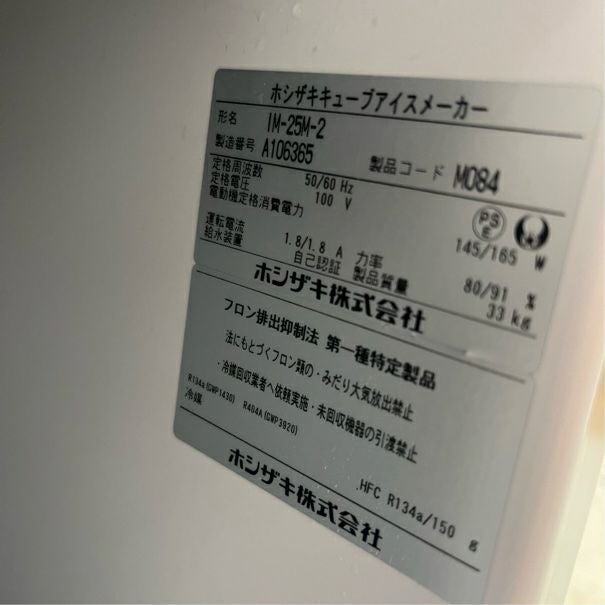 ホシザキキューブアイスメーカー
形名 IM-25M-2
製造番号 A106365 製品コード M084
定格周波数 50/60 Hz
定格電圧 100 V
電動機定格消費電力 145/165 W
PSE
運転電流 1.8/1.8 A 力率 80/91 %
給水装置 自己認証 製品質量 33 kg
ホシザキ株式会社
フロン排出抑制法 第一種特定製品
法にもとづくフロン類の・みだり大気放出禁止
・冷媒回収業者へ依頼実施・未回収機器の引渡禁止
R134a(GWP1430) R404A(GWP3920)
冷媒 HFC R134a/150 g
ホシザキ株式会社